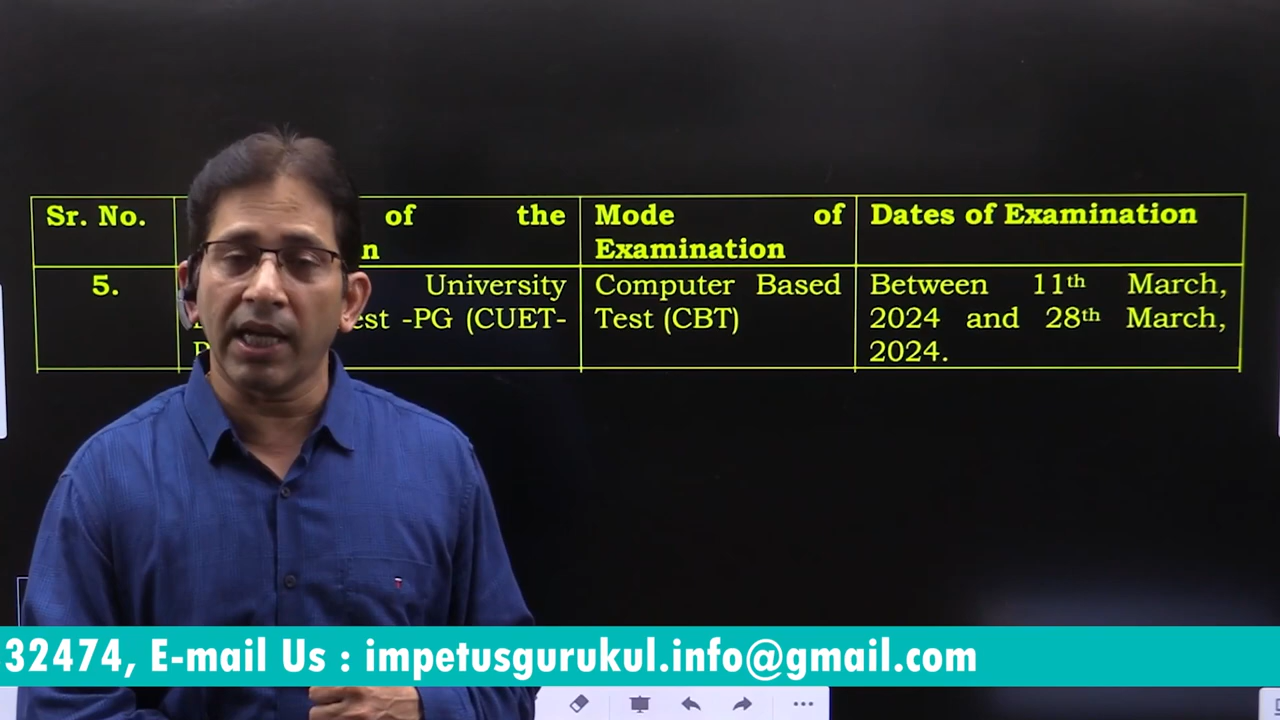 Sr. No.
of the
n
Mode of
Examination
Dates of Examination
5.
University
est -PG (CUET-
P
Computer Based
Test (CBT)
Between 11th March,
2024 and 28th March,
2024.
32474, E-mail Us : impetusgurukul.info@gmail.com